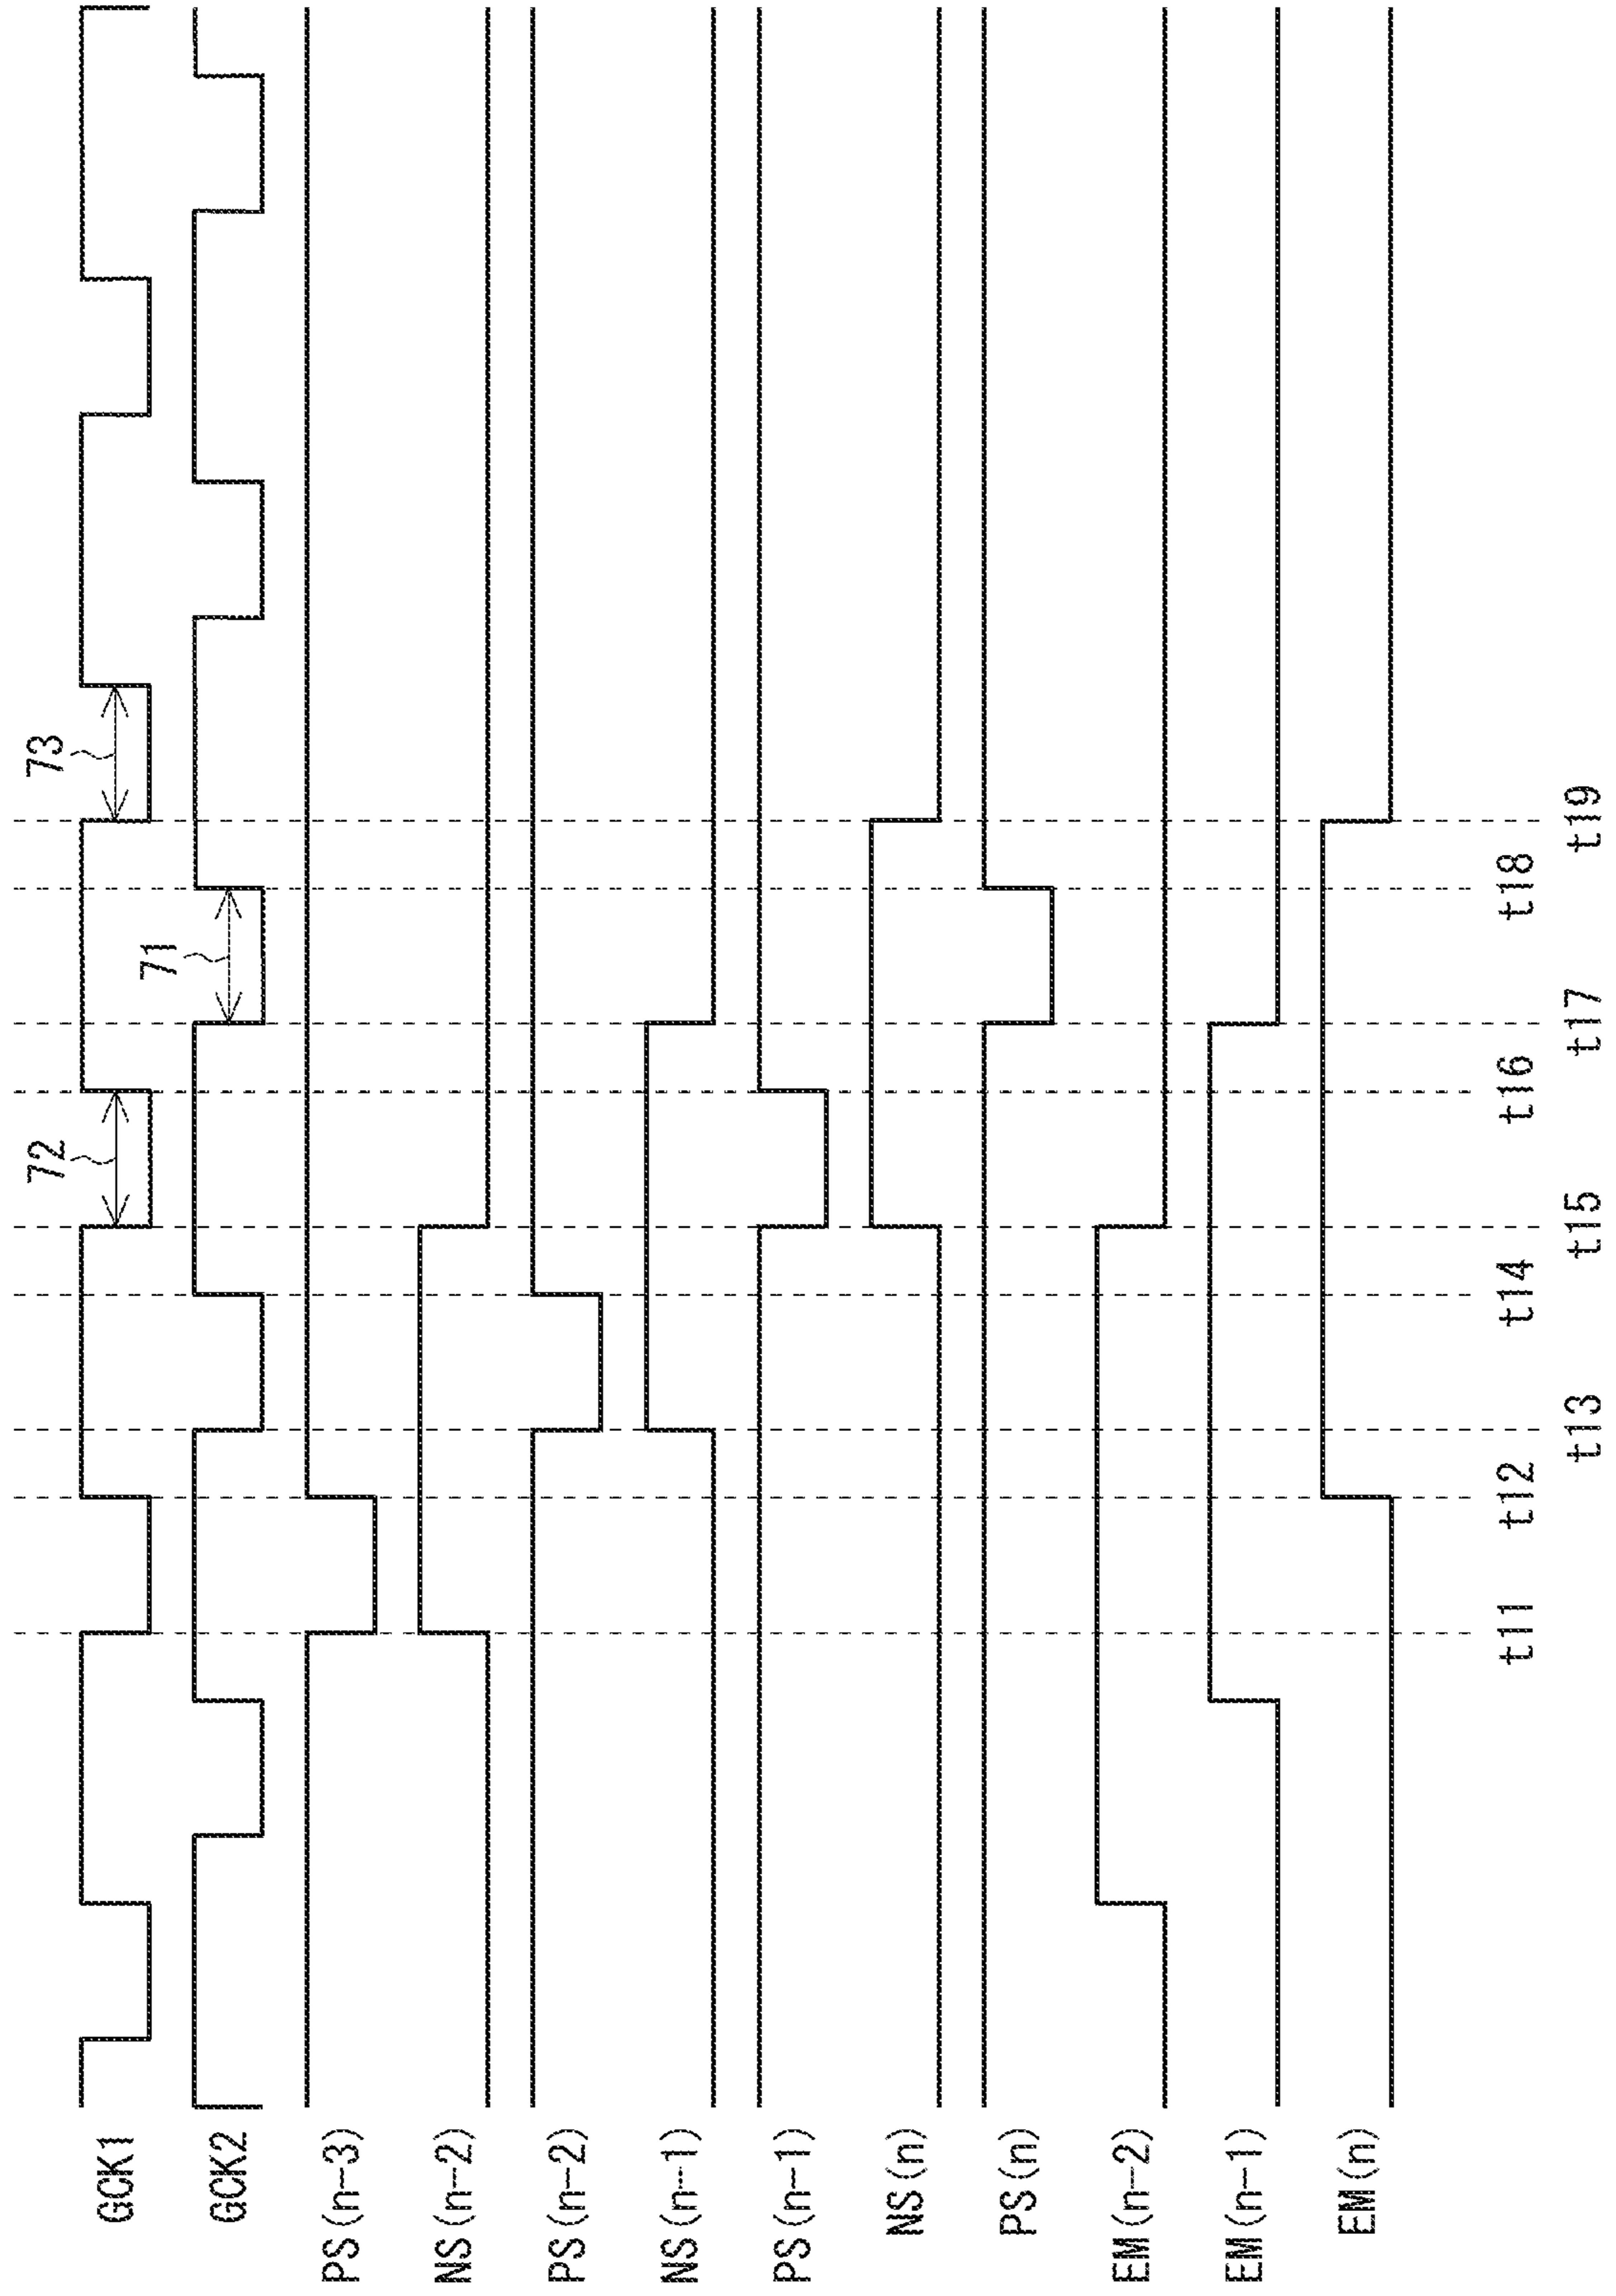 GCK1
GCK2
PS(n-3)
NS(n-2)
PS(n-2)
NS(n-1)
PS(n-1)
NS(n)
PS(n)
EM(n-2)
EM(n-1)
EM(n)
72
73
71
t11
t12
t13
t14
t15
t16
t17
t18
t19